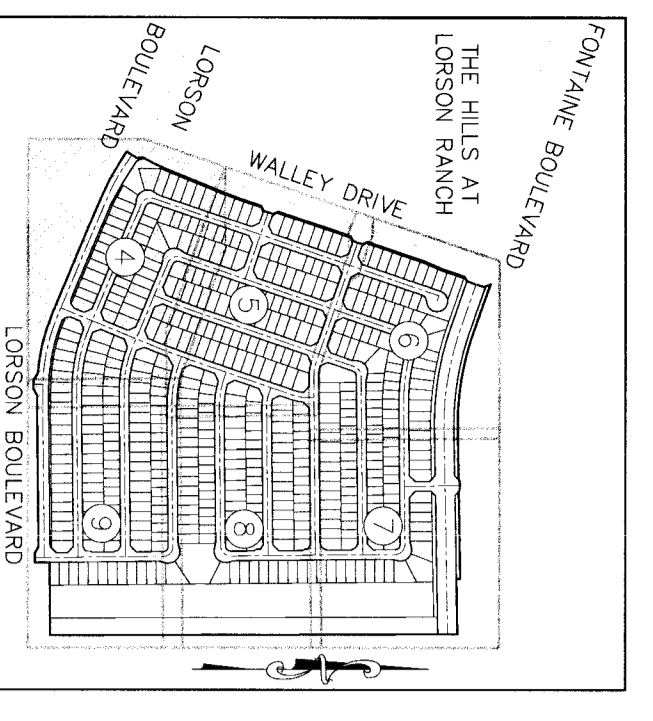 FONTAINE BOULEVARD
THE HILLS AT
LORSON RANCH
WALLEY DRIVE
LORSON
BOULEVARD
4
5
6
7
8
9
LORSON BOULEVARD
N